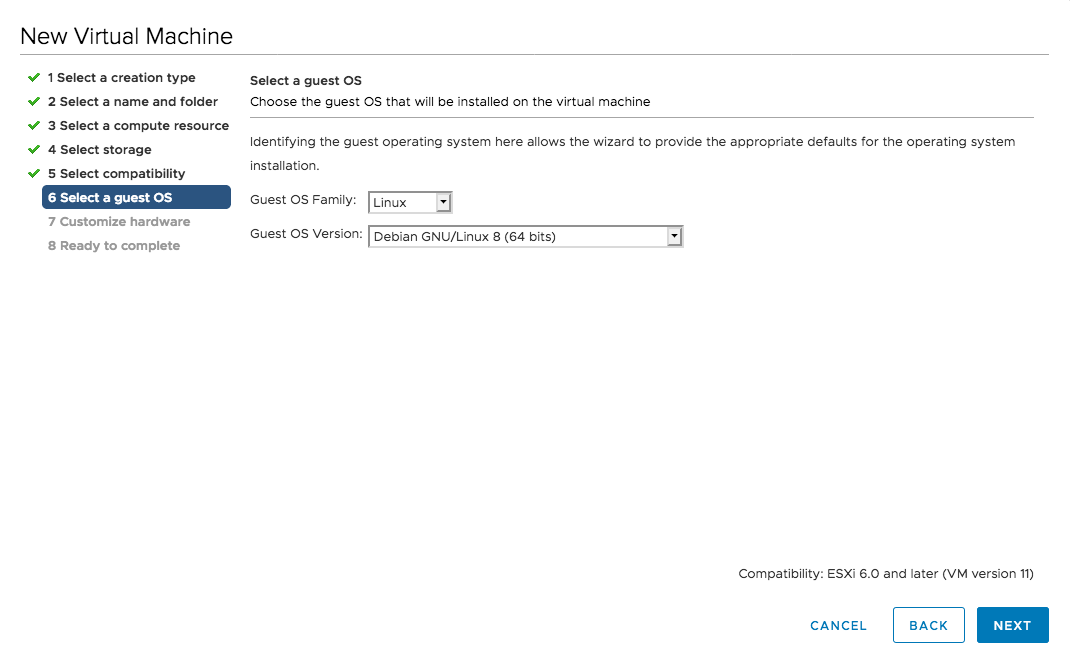 New Virtual Machine
1 Select a creation type
2 Select a name and folder
3 Select a compute resource
4 Select storage
5 Select compatibility
6 Select a guest OS
7 Customize hardware
8 Ready to complete
Select a guest OS
Choose the guest OS that will be installed on the virtual machine
Identifying the guest operating system here allows the wizard to provide the appropriate defaults for the operating system
installation.
Guest OS Family: Linux
Guest OS Version: Debian GNU/Linux 8 (64 bits)
Compatibility: ESXi 6.0 and later (VM version 11)
CANCEL BACK NEXT